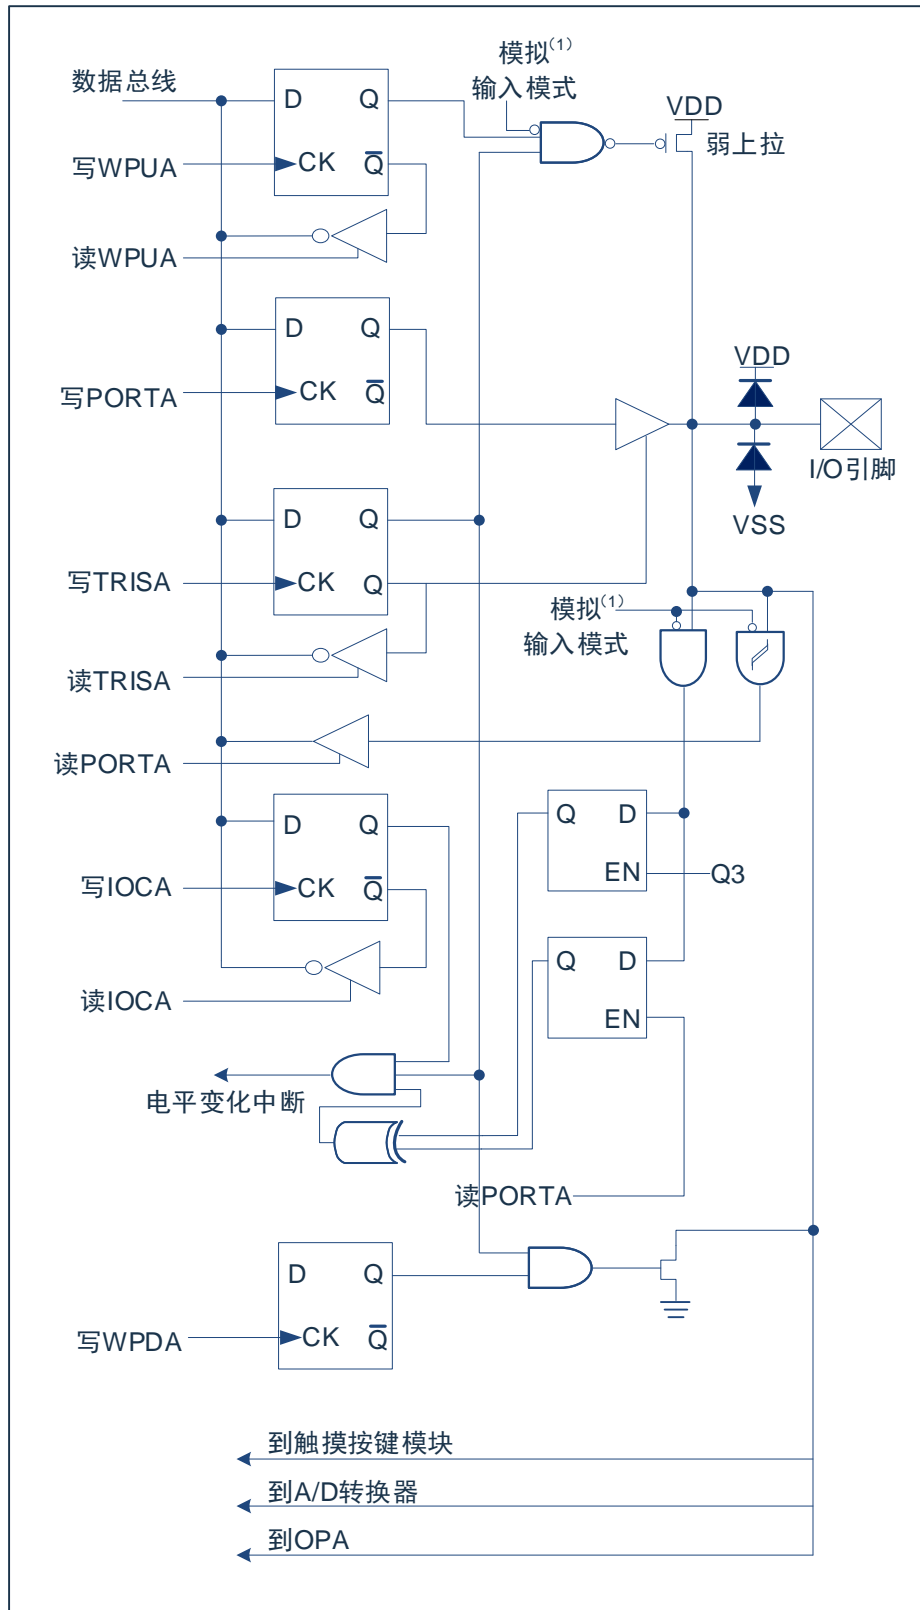 模拟(1)
输入模式
数据总线
D Q
VDD
弱上拉
写WPUA
CK Q
读WPUA
D Q
写PORTA
CK Q
VDD
I/O引脚
VSS
D Q
写TRISA
CK Q
模拟(1)
输入模式
读TRISA
读PORTA
D Q
Q D
写IOCA
CK Q
EN Q3
Q D
读IOCA
EN
电平变化中断
读PORTA
D Q
写WPDA
CK Q
到触摸按键模块
到A/D转换器
到OPA